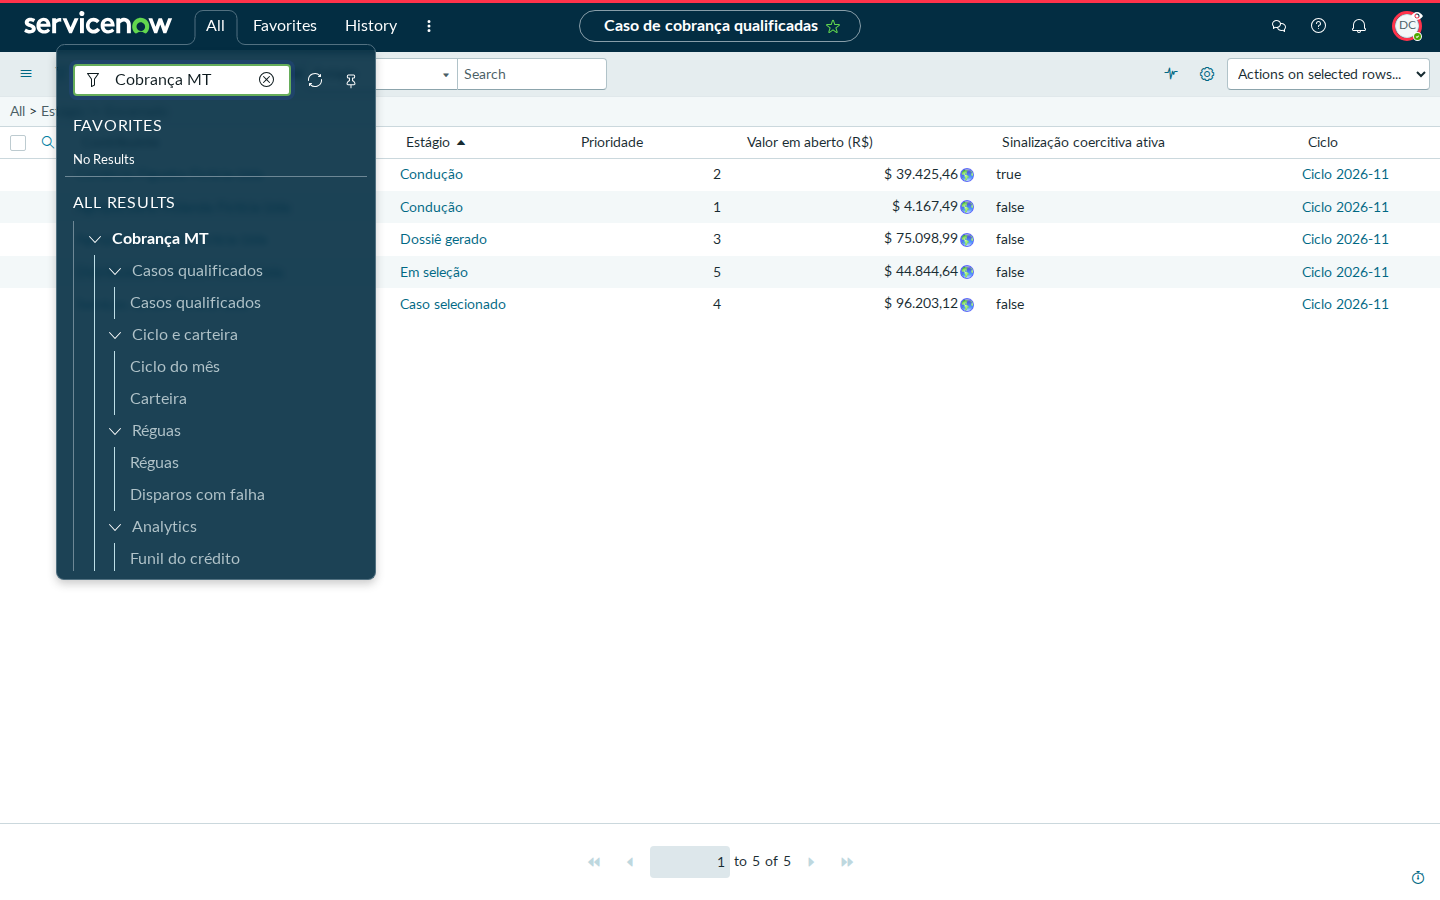 servicenow
All
Favorites
History
Caso de cobrança qualificadas
DC
Cobrança MT
Search
Actions on selected rows...
All > Es
FAVORITES
No Results
ALL RESULTS
Cobrança MT
Casos qualificados
Casos qualificados
Ciclo e carteira
Ciclo do mês
Carteira
Réguas
Réguas
Disparos com falha
Analytics
Funil do crédito
Estágio Prioridade Valor em aberto (R$) Sinalização coercitiva ativa Ciclo
Condução 2 $ 39.425,46 true Ciclo 2026-11
Condução 1 $ 4.167,49 false Ciclo 2026-11
Dossiê gerado 3 $ 75.098,99 false Ciclo 2026-11
Em seleção 5 $ 44.844,64 false Ciclo 2026-11
Caso selecionado 4 $ 96.203,12 false Ciclo 2026-11
1 to 5 of 5